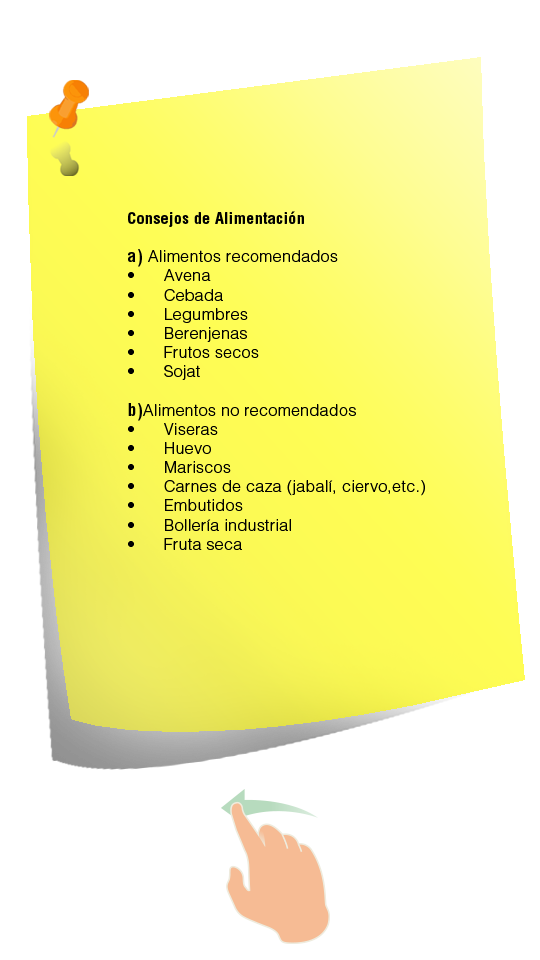 Consejos de Alimentación
a) Alimentos recomendados
• Avena
• Cebada
• Legumbres
• Berenjenas
• Frutos secos
• Sojat
b)Alimentos no recomendados
• Viseras
• Huevo
• Mariscos
• Carnes de caza (jabalí, ciervo,etc.)
• Embutidos
• Bollería industrial
• Fruta seca